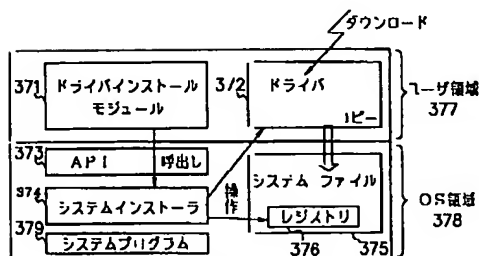 ダウンロード
371
ドライバインストール
モジュール
3/2
ドライバ
コピー
ユーザ領域
377
373
API 呼出し
374
システムインストーラ
操作
システム ファイル
レジストリ
376
375
OS領域
378
379
システムプログラム